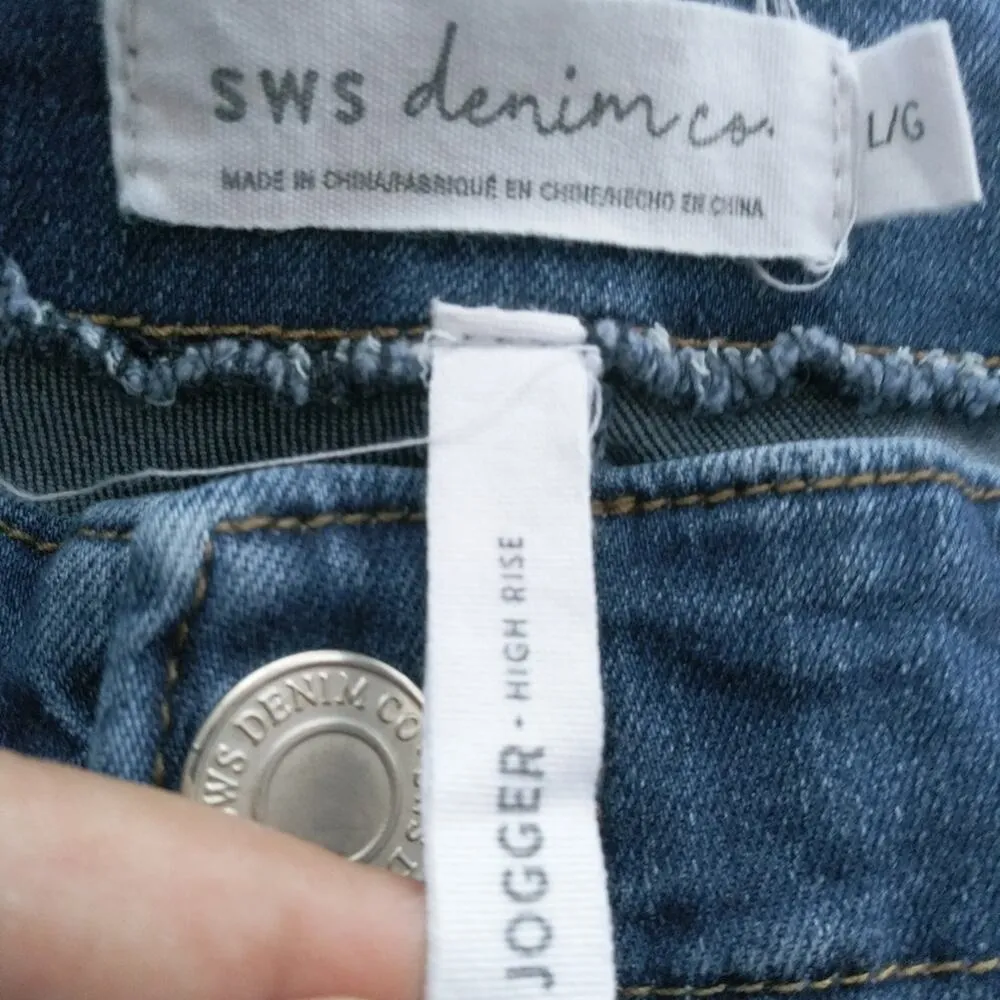 SWS denim co.
L/G
MADE IN CHINA/FABRIQUÉ EN CHINE/HECHO EN CHINA
JOGGER • HIGH RISE
SWS DENIM CO.